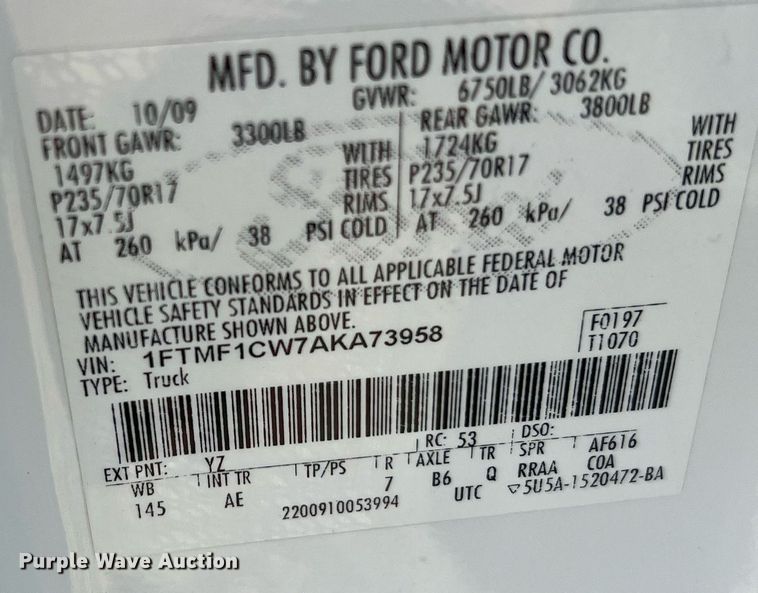 MFD. BY FORD MOTOR CO.
DATE: 10/09 GVWR: 6750LB/ 3062KG
FRONT GAWR: 3300LB REAR GAWR: 3800LB
1497KG WITH 1724KG WITH
P235/70R17 TIRES P235/70R17 TIRES
17x7.5J RIMS 17x7.5J RIMS
AT 260 kPa/ 38 PSI COLD AT 260 kPa/ 38 PSI COLD
THIS VEHICLE CONFORMS TO ALL APPLICABLE FEDERAL MOTOR
VEHICLE SAFETY STANDARDS IN EFFECT ON THE DATE OF
MANUFACTURE SHOWN ABOVE.
VIN: 1FTMF1CW7AKA73958 F0197
TYPE: Truck T1070
EXT PNT: YZ RC: 53 DSO:
WB INT TR TP/PS R AXLE TR SPR AF616
145 AE 7 B6 Q RRAA C0A
2200910053994 UTC ▽5U5A-1520472-BA
Purple Wave Auction